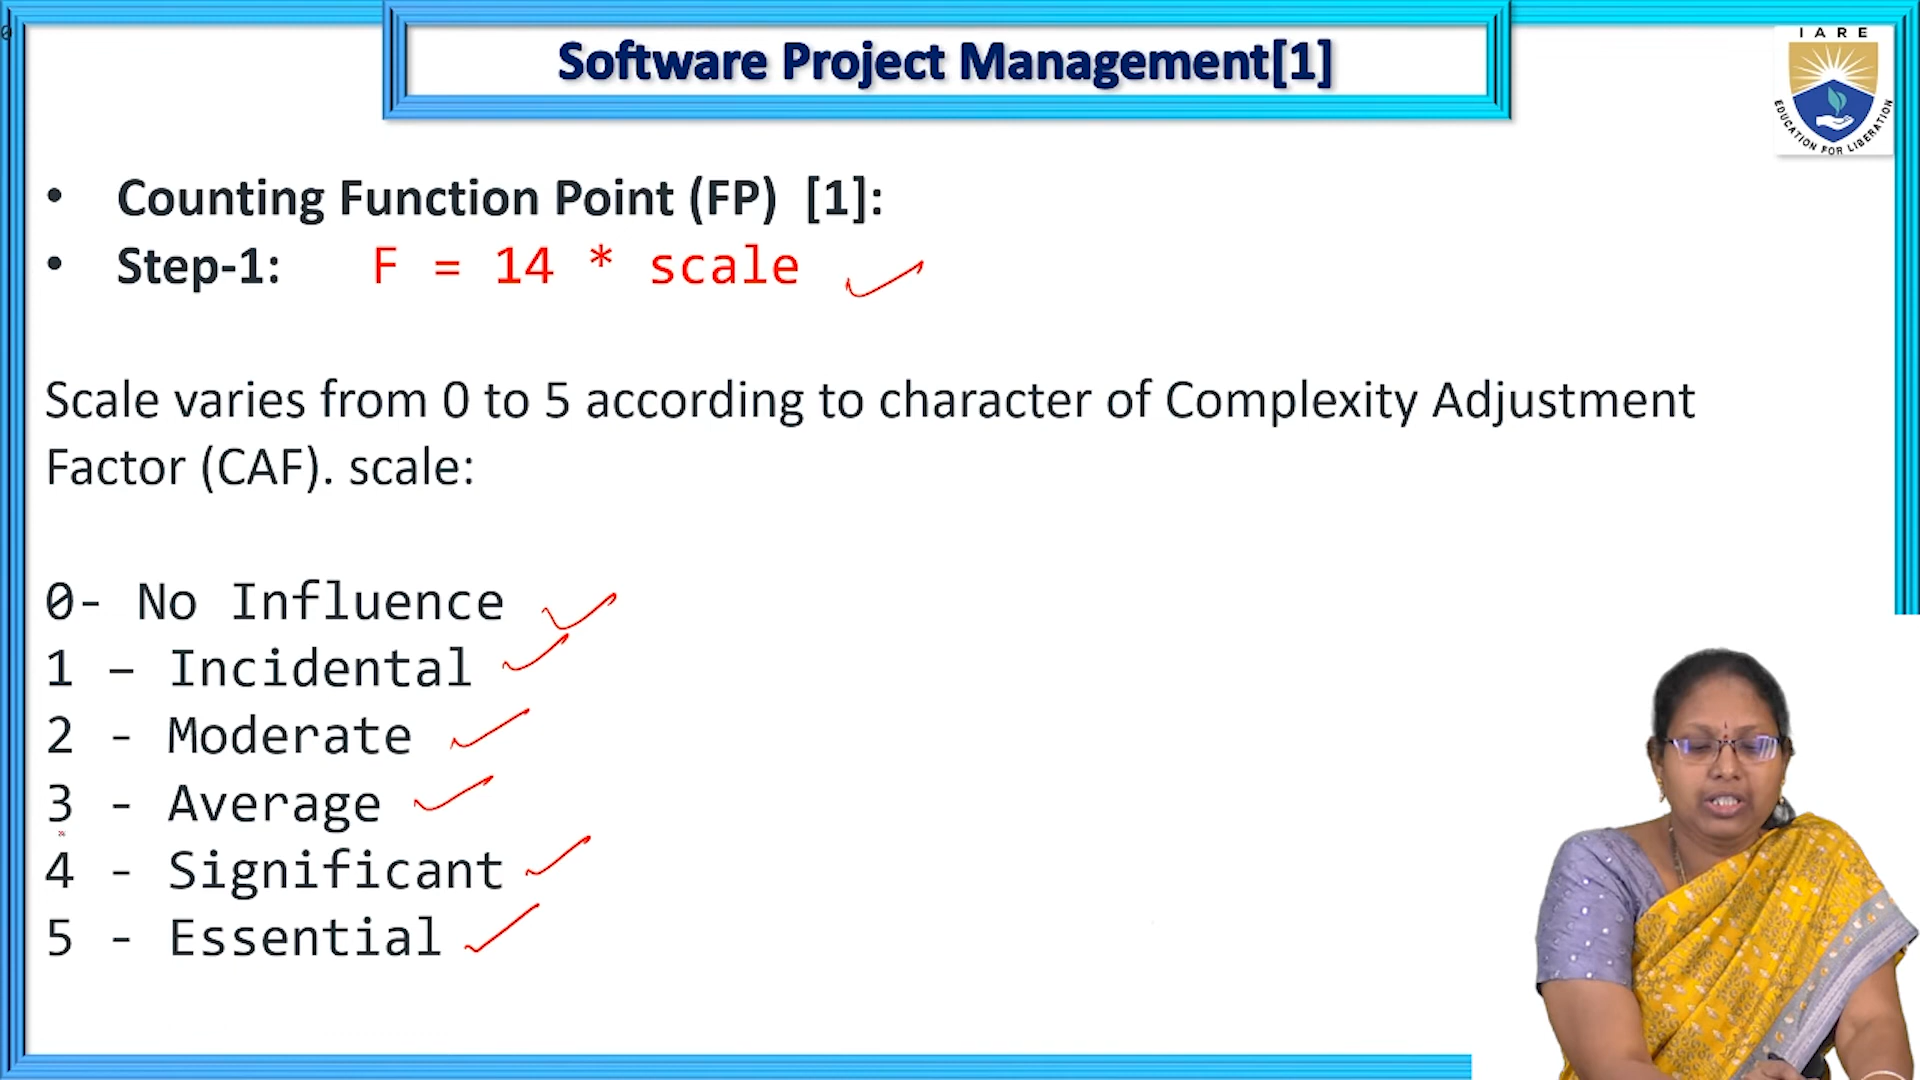 Software Project Management[1]
IARE
EDUCATION FOR LIBERATION
• Counting Function Point (FP) [1]:
• Step-1: F = 14 * scale
Scale varies from 0 to 5 according to character of Complexity Adjustment
Factor (CAF). scale:
0- No Influence
1 – Incidental
2 - Moderate
3 - Average
4 - Significant
5 - Essential